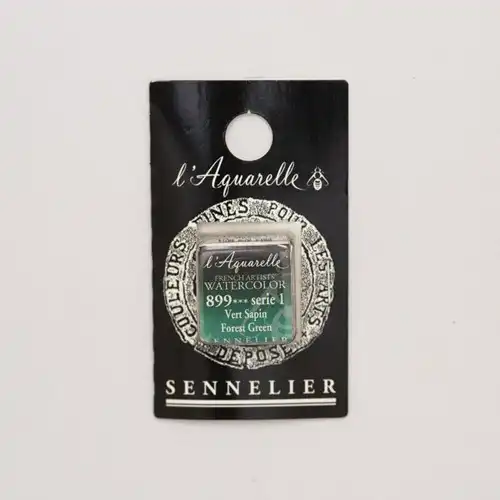 l'Aquarelle
COULEURS FINES POUR LES ARTS
l'Aquarelle
FRENCH ARTISTS'
WATERCOLOR
899*** serie 1
Vert Sapin
Forest Green
SENNELIER
DEPOSE
SENNELIER